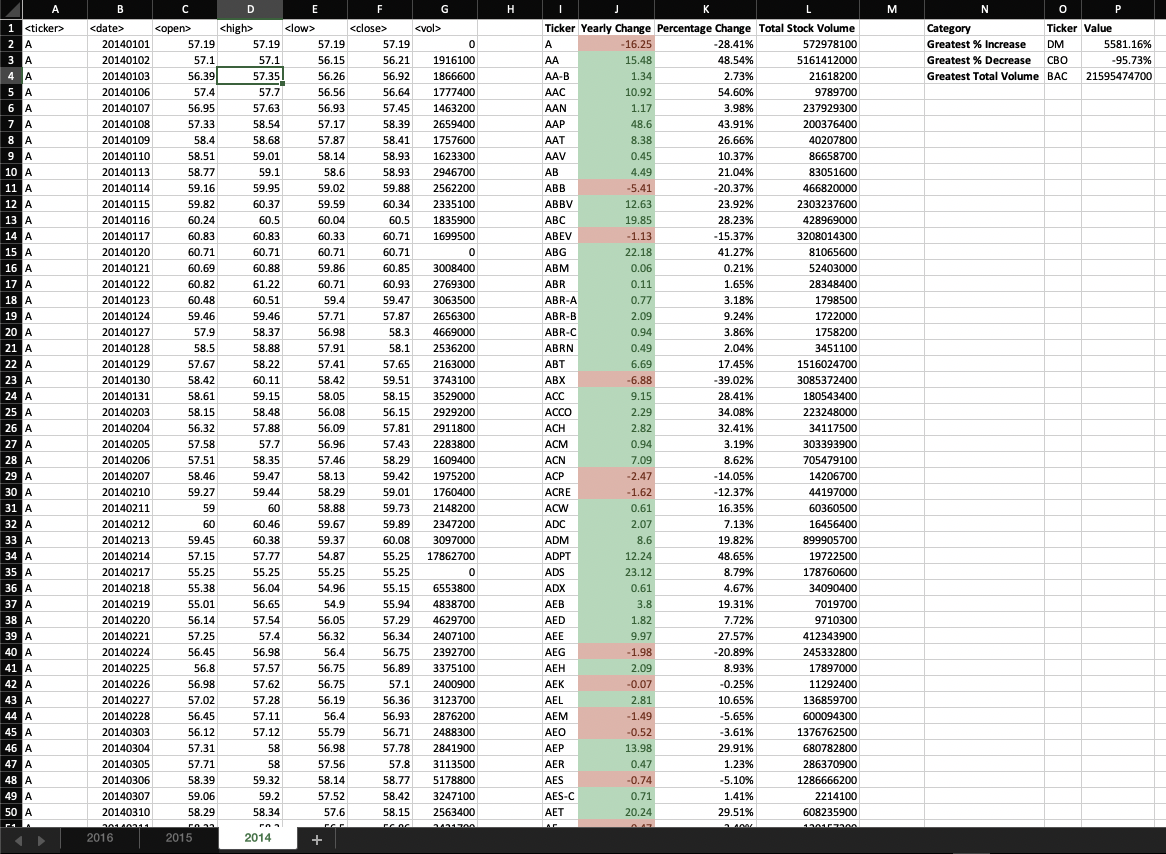 A B C D E F G H I J K L M N O P
1 <ticker> <date> <open> <high> <low> <close> <vol> Ticker Yearly Change Percentage Change Total Stock Volume Category Ticker Value
2 A 20140101 57.19 57.19 57.19 57.19 0 A -16.25 -28.41% 572978100 Greatest % Increase DM 5581.16%
3 A 20140102 57.1 57.1 56.15 56.21 1916100 AA 15.48 48.54% 5161412000 Greatest % Decrease CBO -95.73%
4 A 20140103 56.39 57.35 56.26 56.92 1866600 AA-B 1.34 2.73% 21618200 Greatest Total Volume BAC 21595474700
5 A 20140106 57.4 57.7 56.56 56.64 1777400 AAC 10.92 54.60% 9789700
6 A 20140107 56.95 57.63 56.93 57.45 1463200 AAN 1.17 3.98% 237929300
7 A 20140108 57.33 58.54 57.17 58.39 2659400 AAP 48.6 43.91% 200376400
8 A 20140109 58.4 58.68 57.87 58.41 1757600 AAT 8.38 26.66% 40207800
9 A 20140110 58.51 59.01 58.14 58.93 1623300 AAV 0.45 10.37% 86658700
10 A 20140113 58.77 59.1 58.6 58.93 2946700 AB 4.49 21.04% 83051600
11 A 20140114 59.16 59.95 59.02 59.88 2562200 ABB -5.41 -20.37% 466820000
12 A 20140115 59.82 60.37 59.59 60.34 2335100 ABBV 12.63 23.92% 2303237600
13 A 20140116 60.24 60.5 60.04 60.5 1835900 ABC 19.85 28.23% 428969000
14 A 20140117 60.83 60.83 60.33 60.71 1699500 ABEV -1.13 -15.37% 3208014300
15 A 20140120 60.71 60.71 60.71 60.71 0 ABG 22.18 41.27% 81065600
16 A 20140121 60.69 60.88 59.86 60.85 3008400 ABM 0.06 0.21% 52403000
17 A 20140122 60.82 61.22 60.71 60.93 2769300 ABR 0.11 1.65% 28348400
18 A 20140123 60.48 60.51 59.4 59.47 3063500 ABR-A 0.77 3.18% 1798500
19 A 20140124 59.46 59.46 57.71 57.87 2656300 ABR-B 2.09 9.24% 1722000
20 A 20140127 57.9 58.37 56.98 58.3 4669000 ABR-C 0.94 3.86% 1758200
21 A 20140128 58.5 58.88 57.91 58.1 2536200 ABRN 0.49 2.04% 3451100
22 A 20140129 57.67 58.22 57.41 57.65 2163000 ABT 6.69 17.45% 1516024700
23 A 20140130 58.42 60.11 58.42 59.51 3743100 ABX -6.88 -39.02% 3085372400
24 A 20140131 58.61 59.15 58.05 58.15 3529000 ACC 9.15 28.41% 180543400
25 A 20140203 58.15 58.48 56.08 56.15 2929200 ACCO 2.29 34.08% 223248000
26 A 20140204 56.32 57.88 56.09 57.81 2911800 ACH 2.82 32.41% 34117500
27 A 20140205 57.58 57.7 56.96 57.43 2283800 ACM 0.94 3.19% 303393900
28 A 20140206 57.51 58.35 57.46 58.29 1609400 ACN 7.09 8.62% 705479100
29 A 20140207 58.46 59.47 58.13 59.42 1975200 ACP -2.47 -14.05% 14206700
30 A 20140210 59.27 59.44 58.29 59.01 1760400 ACRE -1.62 -12.37% 44197000
31 A 20140211 59 60 58.88 59.73 2148200 ACW 0.61 16.35% 60360500
32 A 20140212 60 60.46 59.67 59.89 2347200 ADC 2.07 7.13% 16456400
33 A 20140213 59.45 60.38 59.37 60.08 3097000 ADM 8.6 19.82% 899905700
34 A 20140214 57.15 57.77 54.87 55.25 17862700 ADPT 12.24 48.65% 19722500
35 A 20140217 55.25 55.25 55.25 55.25 0 ADS 23.12 8.79% 178760600
36 A 20140218 55.38 56.04 54.96 55.15 6553800 ADX 0.61 4.67% 34090400
37 A 20140219 55.01 56.65 54.9 55.94 4838700 AEB 3.8 19.31% 7019700
38 A 20140220 56.14 57.54 56.05 57.29 4629700 AED 1.82 7.72% 9710300
39 A 20140221 57.25 57.4 56.32 56.34 2407100 AEE 9.97 27.57% 412343900
40 A 20140224 56.45 56.98 56.4 56.75 2392700 AEG -1.98 -20.89% 245332800
41 A 20140225 56.8 57.57 56.75 56.89 3375100 AEH 2.09 8.93% 17897000
42 A 20140226 56.98 57.62 56.75 57.1 2400900 AEK -0.07 -0.25% 11292400
43 A 20140227 57.02 57.28 56.19 56.36 3123700 AEL 2.81 10.65% 136859700
44 A 20140228 56.45 57.11 56.4 56.93 2876200 AEM -1.49 -5.65% 600094300
45 A 20140303 56.12 57.12 55.79 56.71 2488300 AEO -0.52 -3.61% 1376762500
46 A 20140304 57.31 58 56.98 57.78 2841900 AEP 13.98 29.91% 680782800
47 A 20140305 57.71 58 57.56 57.8 3113500 AER 0.47 1.23% 286370900
48 A 20140306 58.39 59.32 58.14 58.77 5178800 AES -0.74 -5.10% 1286666200
49 A 20140307 59.06 59.2 57.52 58.42 3247100 AES-C 0.71 1.41% 2214100
50 A 20140310 58.29 58.34 57.6 58.15 2563400 AET 20.24 29.51% 608235900
2016 2015 2014 +